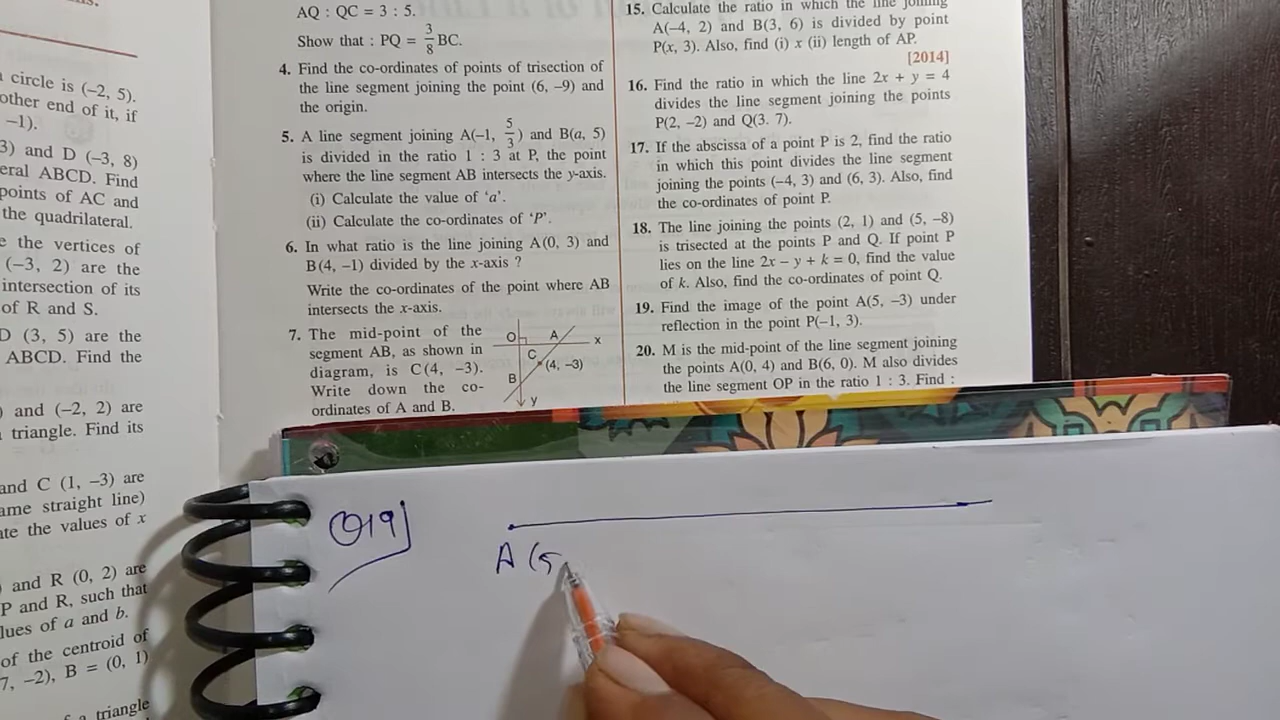 circle is (–2, 5).
other end of it, if
–1).
3) and D (–3, 8)
ABCD. Find
points of AC and
the quadrilateral.
the vertices of
(–3, 2) are the
intersection of its
of R and S.
D (3, 5) are the
ABCD. Find the
and (–2, 2) are
triangle. Find its
and C (1, –3) are
same straight line)
the values of x
and R (0, 2) are
P and R, such that
of a and b.
of the centroid of
7, –2), B = (0, 1)
a triangle
AQ : QC = 3 : 5.
Show that : PQ = 3/8 BC.
4. Find the co-ordinates of points of trisection of
the line segment joining the point (6, –9) and
the origin.
5. A line segment joining A(–1, 5/3) and B(a, 5)
is divided in the ratio 1 : 3 at P, the point
where the line segment AB intersects the y-axis.
(i) Calculate the value of ‘a’.
(ii) Calculate the co-ordinates of ‘P’.
6. In what ratio is the line joining A(0, 3) and
B(4, –1) divided by the x-axis ?
Write the co-ordinates of the point where AB
intersects the x-axis.
7. The mid-point of the
segment AB, as shown in
diagram, is C(4, –3).
Write down the co-
ordinates of A and B.
O A x
C
(4, –3)
B
y
15. Calculate the ratio in which the line joining
A(–4, 2) and B(3, 6) is divided by point
P(x, 3). Also, find (i) x (ii) length of AP.
[2014]
16. Find the ratio in which the line 2x + y = 4
divides the line segment joining the points
P(2, –2) and Q(3. 7).
17. If the abscissa of a point P is 2, find the ratio
in which this point divides the line segment
joining the points (–4, 3) and (6, 3). Also, find
the co-ordinates of point P.
18. The line joining the points (2, 1) and (5, –8)
is trisected at the points P and Q. If point P
lies on the line 2x – y + k = 0, find the value
of k. Also, find the co-ordinates of point Q.
19. Find the image of the point A(5, –3) under
reflection in the point P(–1, 3).
20. M is the mid-point of the line segment joining
the points A(0, 4) and B(6, 0). M also divides
the line segment OP in the ratio 1 : 3. Find :
Q19
A (5